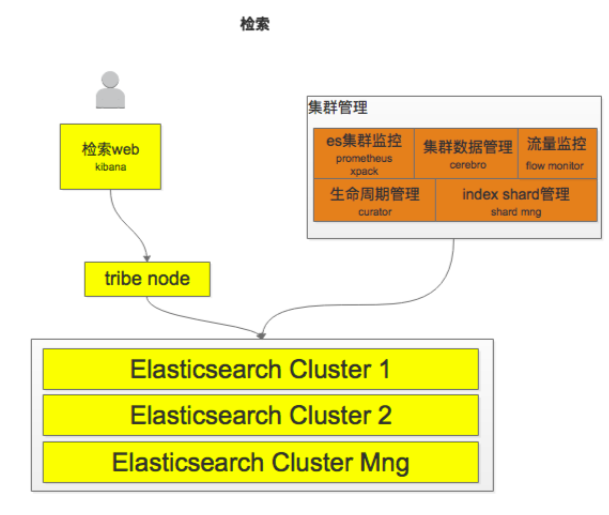 检索
检索web
kibana
集群管理
es集群监控
prometheus
xpack
集群数据管理
cerebro
流量监控
flow monitor
生命周期管理
curator
index shard管理
shard mng
tribe node
Elasticsearch Cluster 1
Elasticsearch Cluster 2
Elasticsearch Cluster Mng